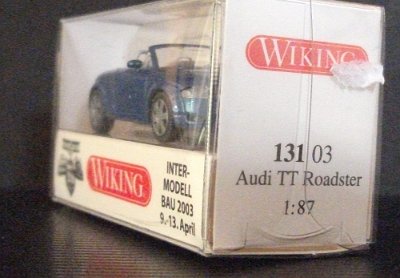 WIKING
INTER-
MODELL
BAU 2003
9.-13. April
WIKING
131 03
Audi TT Roadster
1:87